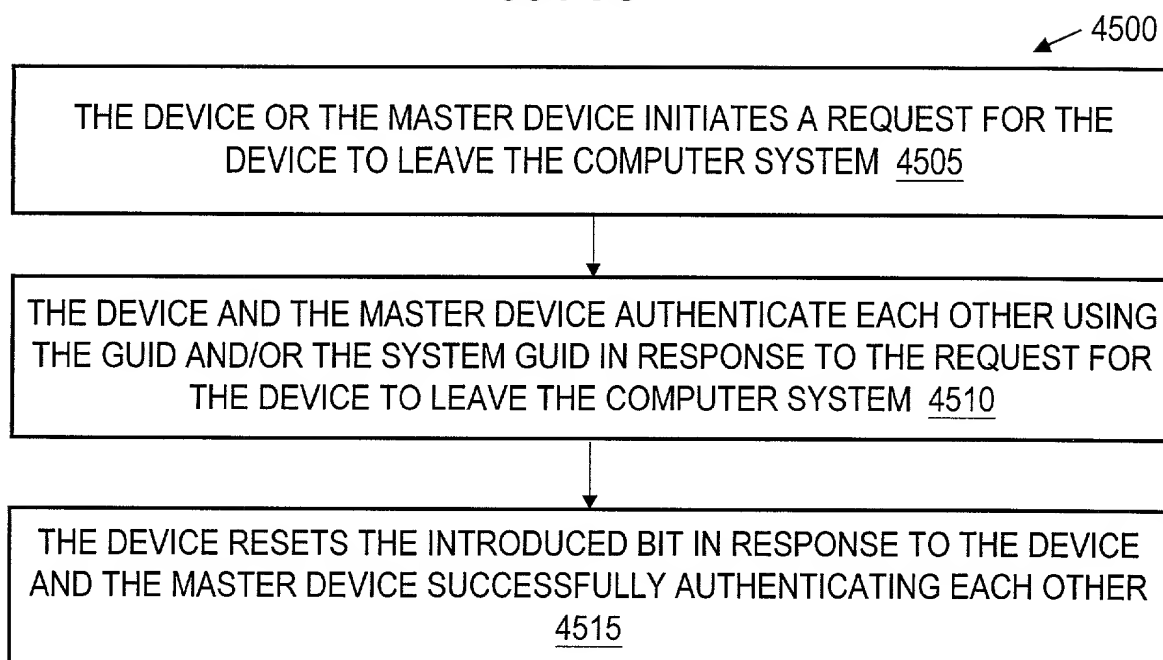 4500
THE DEVICE OR THE MASTER DEVICE INITIATES A REQUEST FOR THE
DEVICE TO LEAVE THE COMPUTER SYSTEM 4505
THE DEVICE AND THE MASTER DEVICE AUTHENTICATE EACH OTHER USING
THE GUID AND/OR THE SYSTEM GUID IN RESPONSE TO THE REQUEST FOR
THE DEVICE TO LEAVE THE COMPUTER SYSTEM 4510
THE DEVICE RESETS THE INTRODUCED BIT IN RESPONSE TO THE DEVICE
AND THE MASTER DEVICE SUCCESSFULLY AUTHENTICATING EACH OTHER
4515